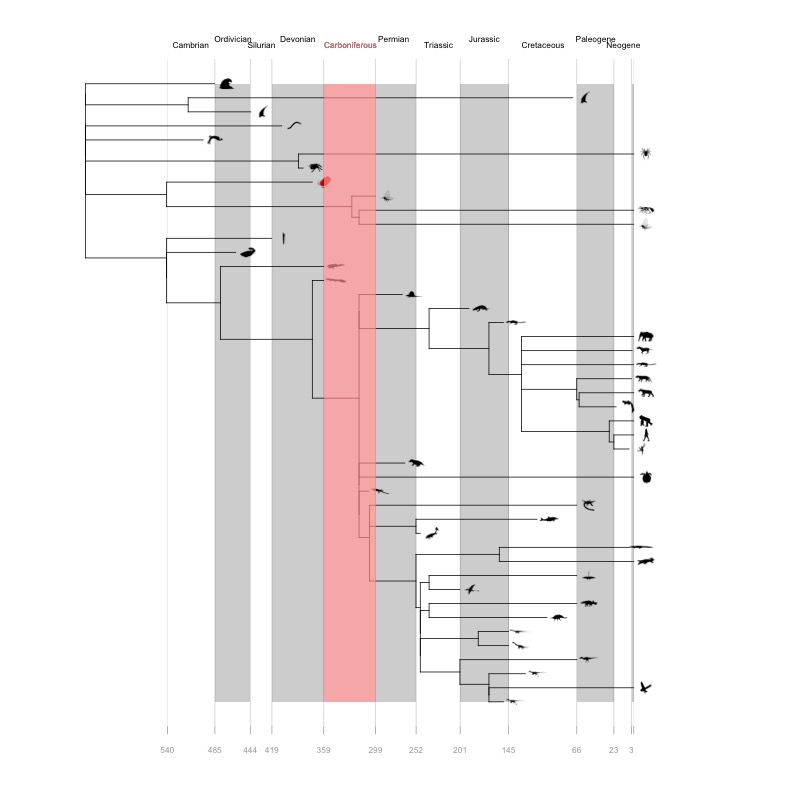 Cambrian
Ordivician
Silurian
Devonian
Carboniferous
Permian
Triassic
Jurassic
Cretaceous
Paleogene
Neogene
540 485 444 419 359 299 252 201 145 66 23 3